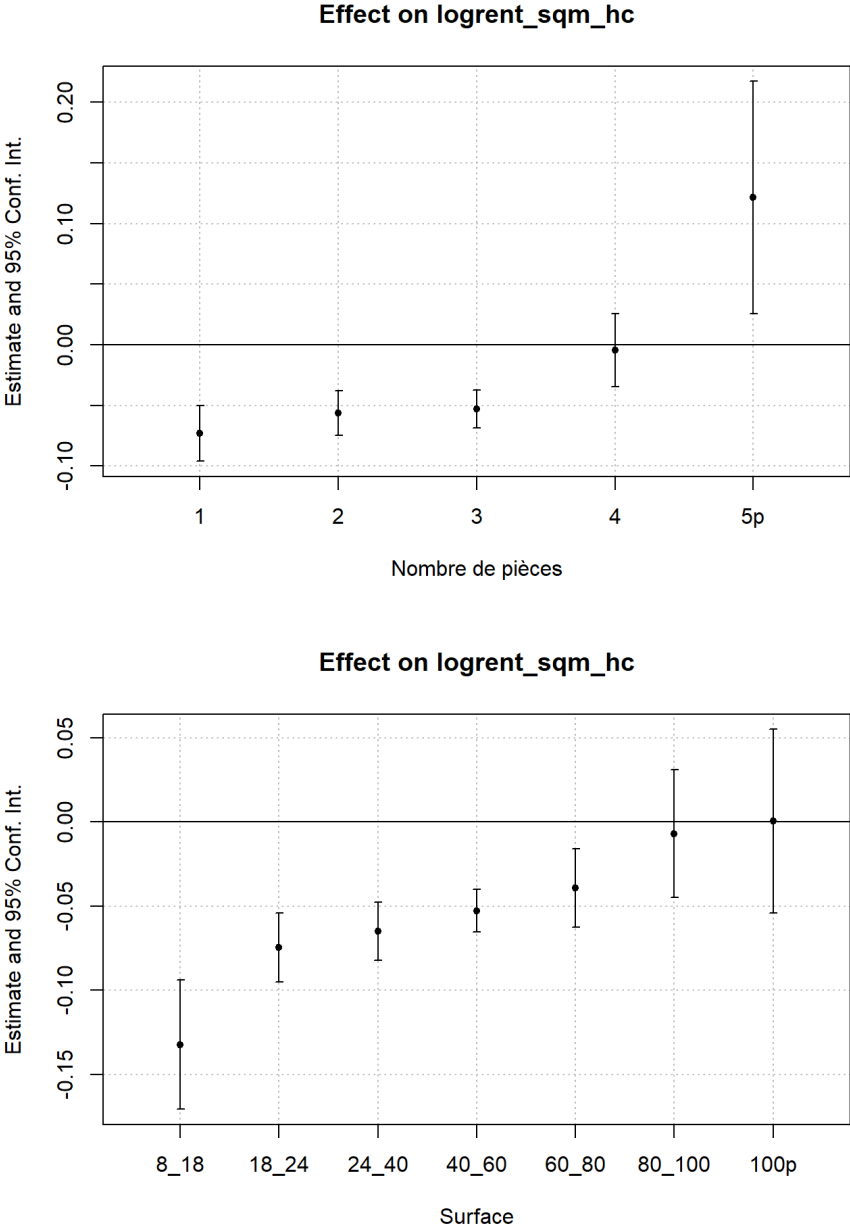 Effect on logrent_sqm_hc
Estimate and 95% Conf. Int.
0.20
0.10
0.00
-0.10
1 2 3 4 5p
Nombre de pièces
Effect on logrent_sqm_hc
Estimate and 95% Conf. Int.
0.05
0.00
-0.05
-0.10
-0.15
8_18 18_24 24_40 40_60 60_80 80_100 100p
Surface